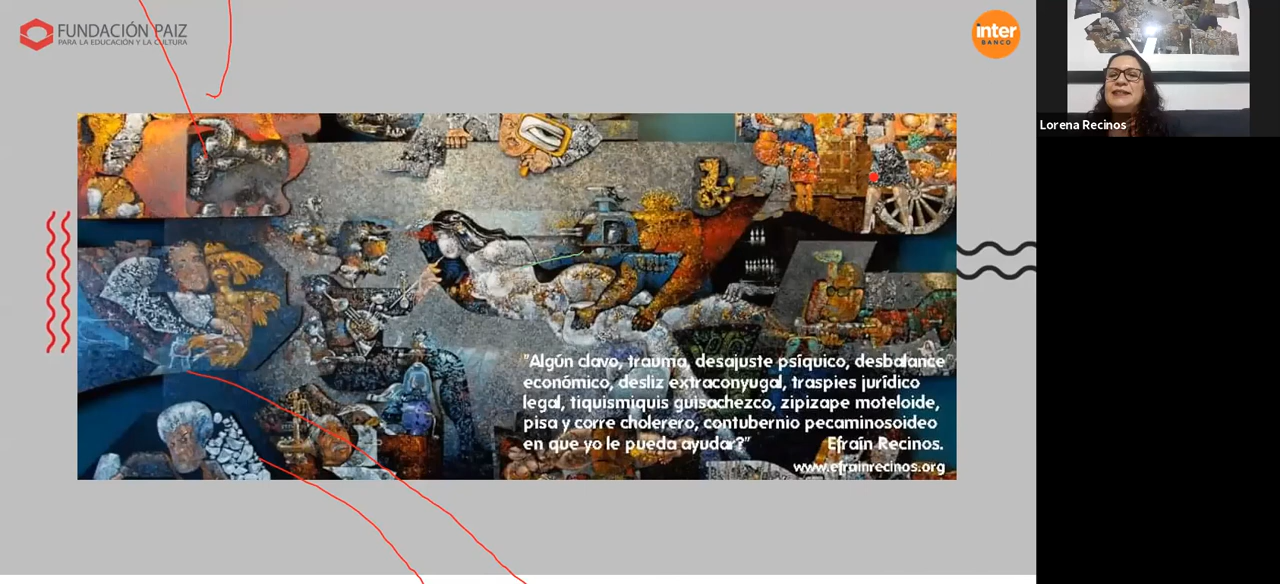 FUNDACIÓN PAIZ
PARA LA EDUCACIÓN Y LA CULTURA
inter
BANCO
Lorena Recinos
"Algún clavo, trauma, desajuste psíquico, desbalance
económico, desliz extraconyugal, traspies jurídico
legal, tiquismiquis guisachezco, zipizape moteloide,
pisa y corre cholerero, contubernio pecaminosoideo
en que yo le pueda ayudar?" Efraín Recinos.
www.efrainrecinos.org